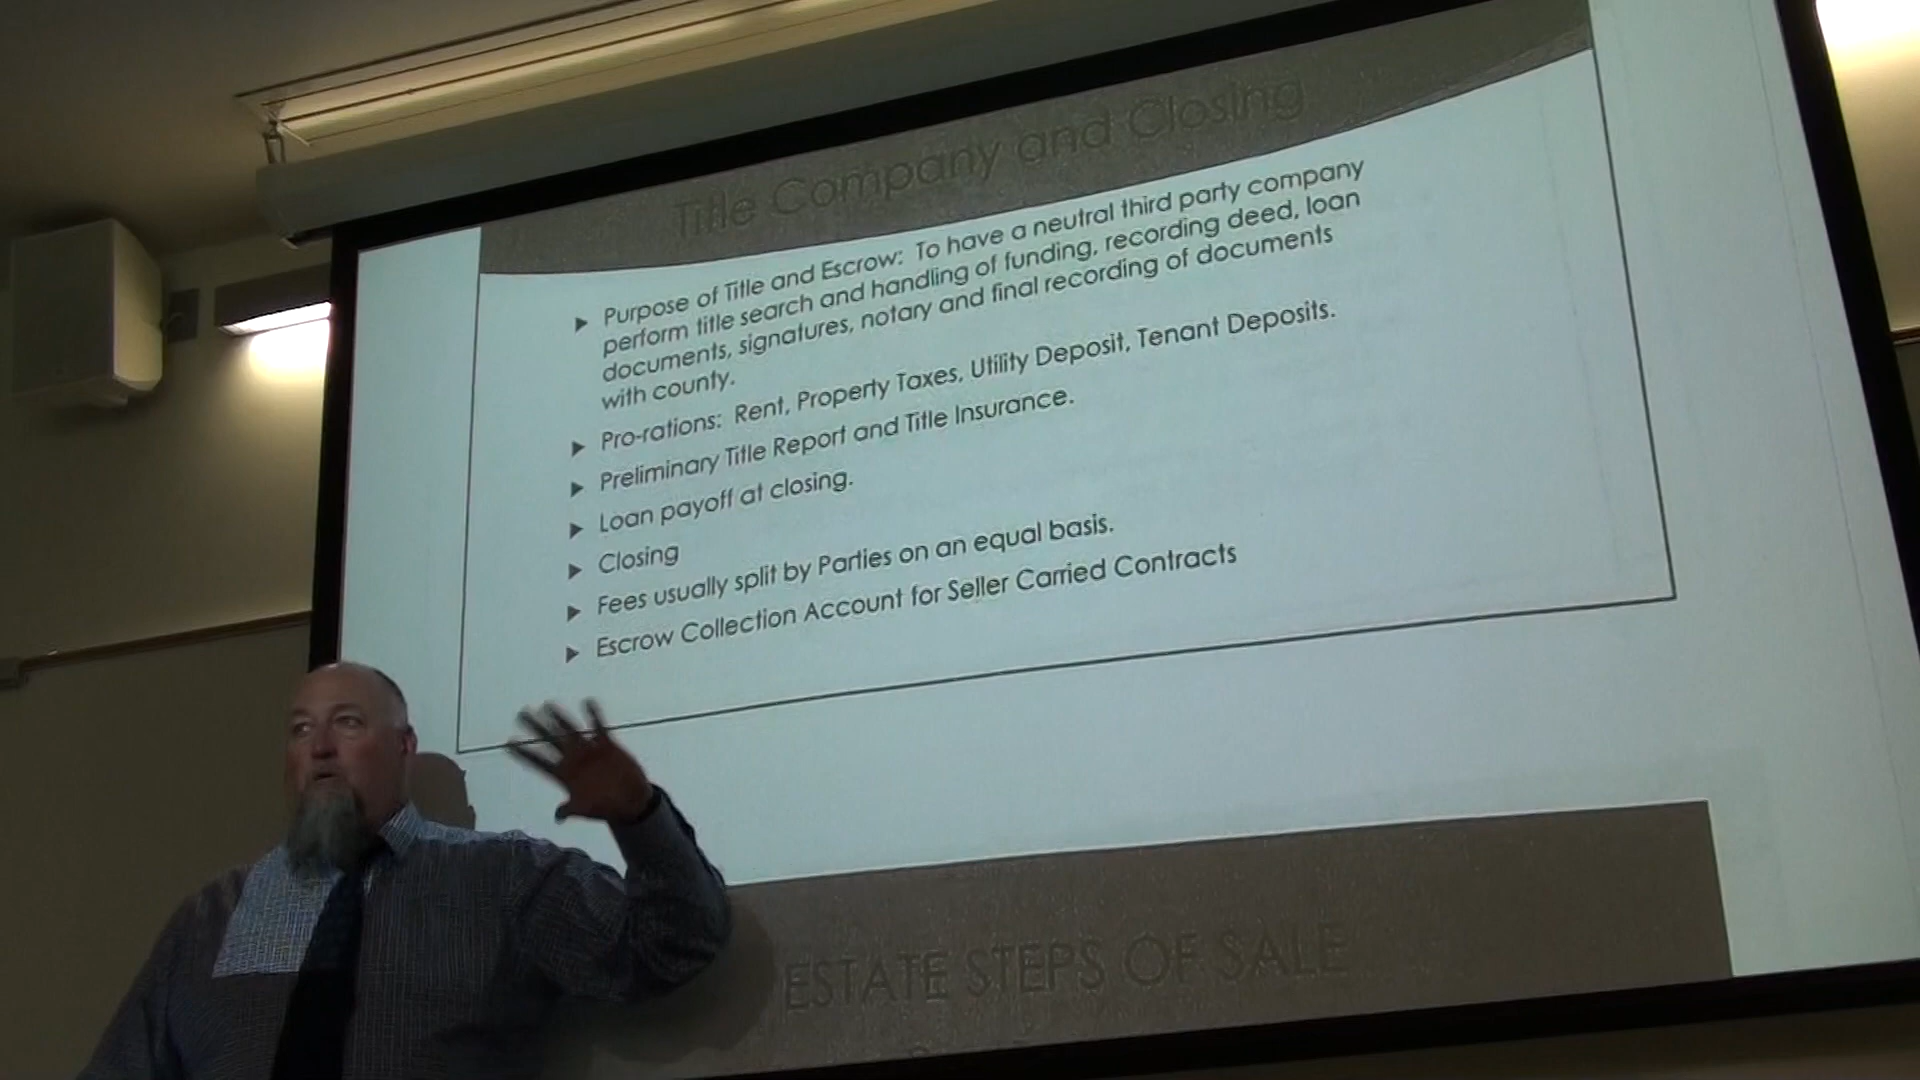 Title Company and Closing
▶ Purpose of Title and Escrow: To have a neutral third party company
perform title search and handling of funding, recording deed, loan
documents, signatures, notary and final recording of documents
with county.
▶ Pro-rations: Rent, Property Taxes, Utility Deposit, Tenant Deposits.
▶ Preliminary Title Report and Title Insurance.
▶ Loan payoff at closing.
▶ Closing
▶ Fees usually split by Parties on an equal basis.
▶ Escrow Collection Account for Seller Carried Contracts
ESTATE STEPS OF SALE